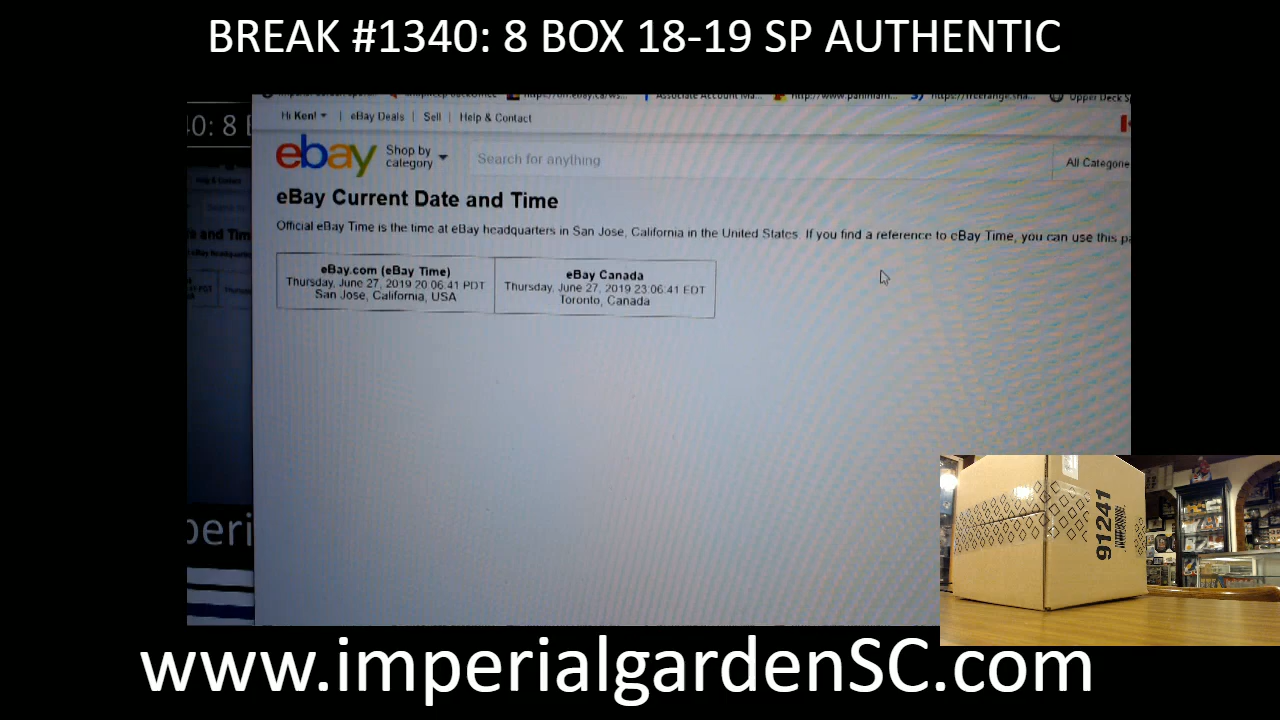 BREAK #1340: 8 BOX 18-19 SP AUTHENTIC
Hi Ken! | eBay Deals | Sell | Help & Contact
ebay Shop by category Search for anything All Categorie
eBay Current Date and Time
Official eBay Time is the time at eBay headquarters in San Jose, California in the United States. If you find a reference to eBay Time, you can use this pa
eBay.com (eBay Time)
Thursday, June 27, 2019 20:06:41 PDT
San Jose, California, USA
eBay Canada
Thursday, June 27, 2019 23:06:41 EDT
Toronto, Canada
91241
www.imperialgardenSC.com